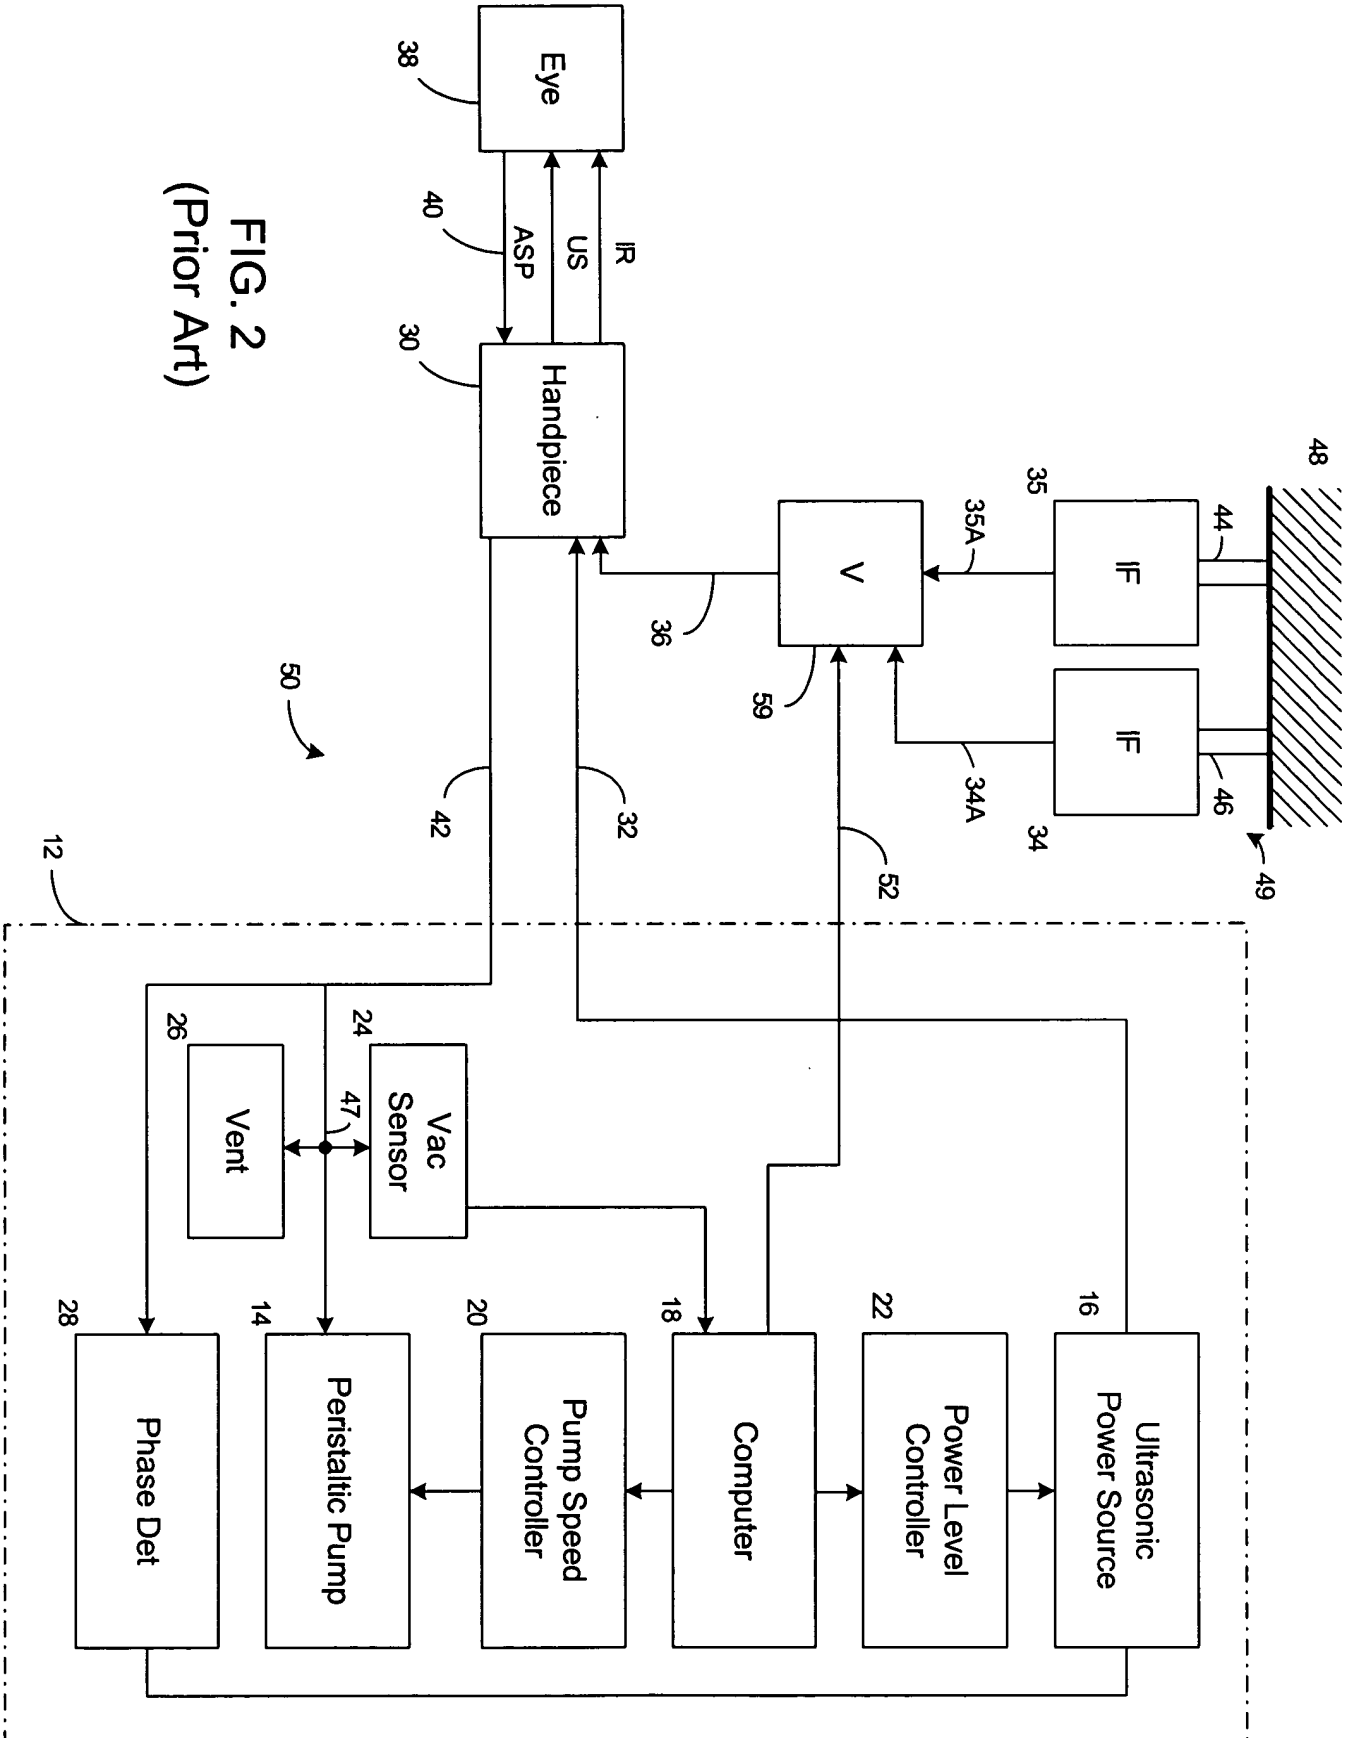 48
49
44
46
35
IF
IF
34
35A
34A
V
59
52
36
32
IR
US
ASP
40
Eye
38
Handpiece
30
42
50
12
FIG. 2
(Prior Art)
16
Ultrasonic
Power Source
22
Power Level
Controller
18
Computer
20
Pump Speed
Controller
24
Vac
Sensor
47
26
Vent
14
Peristaltic Pump
28
Phase Det